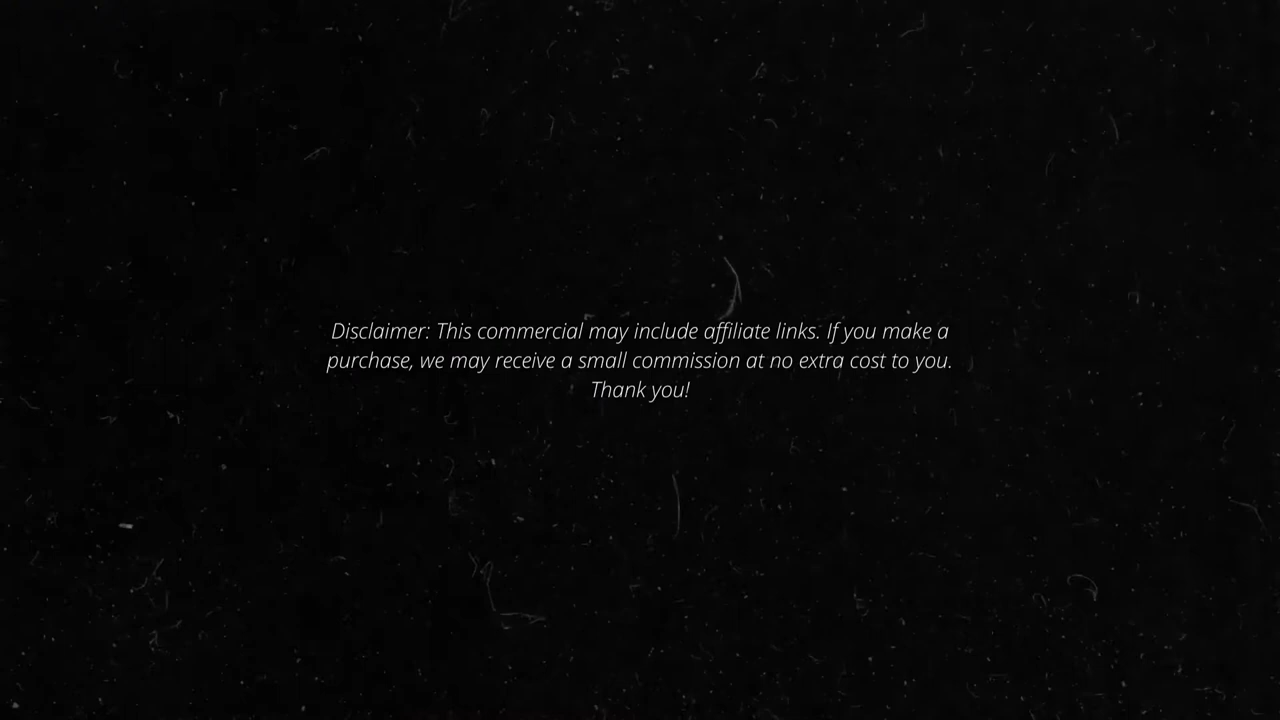 Disclaimer: This commercial may include affiliate links. If you make a
purchase, we may receive a small commission at no extra cost to you.
Thank you!